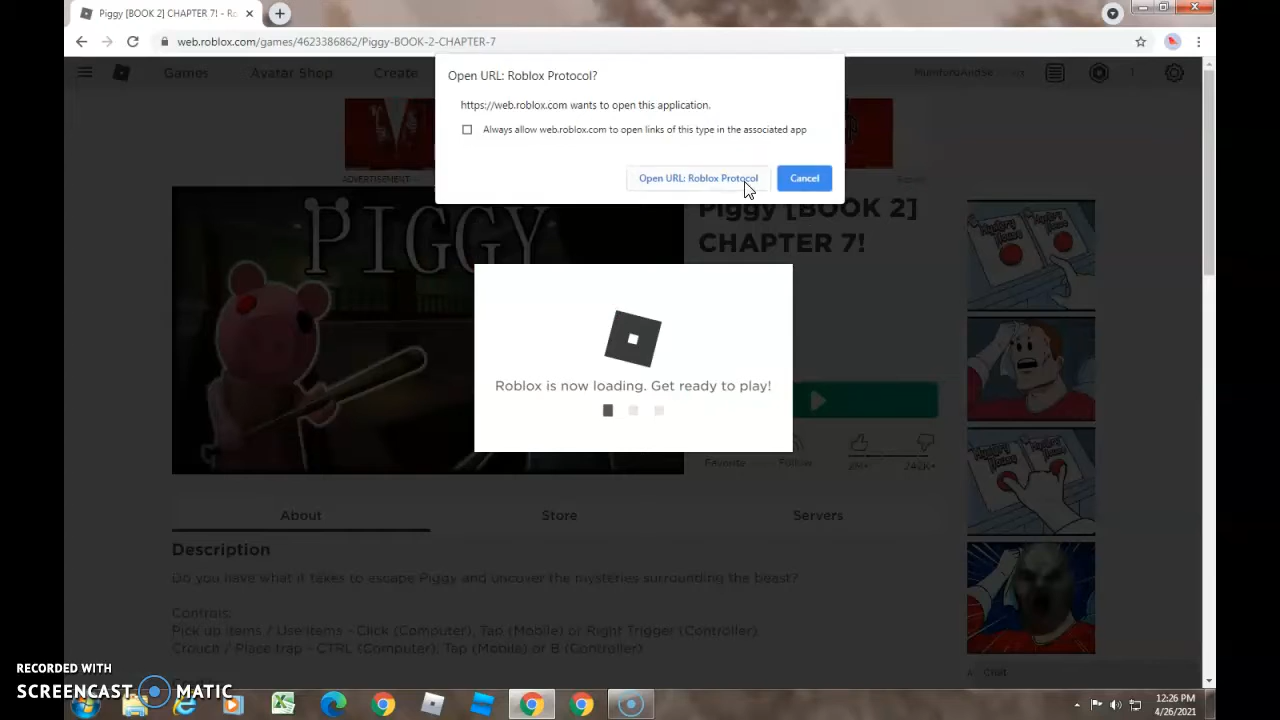 Piggy [BOOK 2] CHAPTER 7! - Ro
web.roblox.com/games/4623386862/Piggy-BOOK-2-CHAPTER-7
Open URL: Roblox Protocol?
https://web.roblox.com wants to open this application.
Always allow web.roblox.com to open links of this type in the associated app
Open URL: Roblox Protocol
Cancel
Games
Avatar Shop
Create
ADVERTISEMENT
PIGGY
Piggy [BOOK 2]
CHAPTER 7!
Roblox is now loading. Get ready to play!
Favorite
Follow
240K+
About
Store
Servers
Description
Do you have what it takes to escape Piggy and uncover the mysteries surrounding the beast?
Controls:
Pick up items / Use items - Click (Computer), Tap (Mobile) or Right Trigger (Controller)
Crouch / Place trap - CTRL (Computer), Tap (Mobile) or B (Controller)
Chat
RECORDED WITH
SCREENCAST MATIC
12:26 PM
4/26/2021